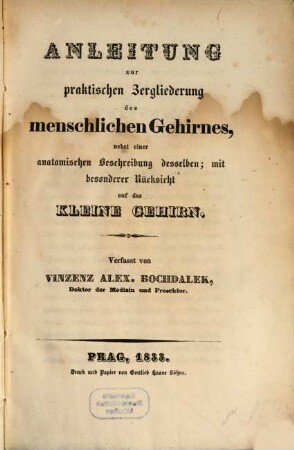 ANLEITUNG
zur
praktischen Zergliederung
des
menschlichen Gehirnes,
nebst einer
anatomischen Beschreibung desselben; mit
besonderer Rücksicht
auf das
KLEINE GEHIRN.
Verfasst von
VINZENZ ALEX. BOCHDALEK,
Doktor der Medizin und Prosektor.
PRAG, 1833.
Druck und Papier von Gottlieb Haase Söhne.